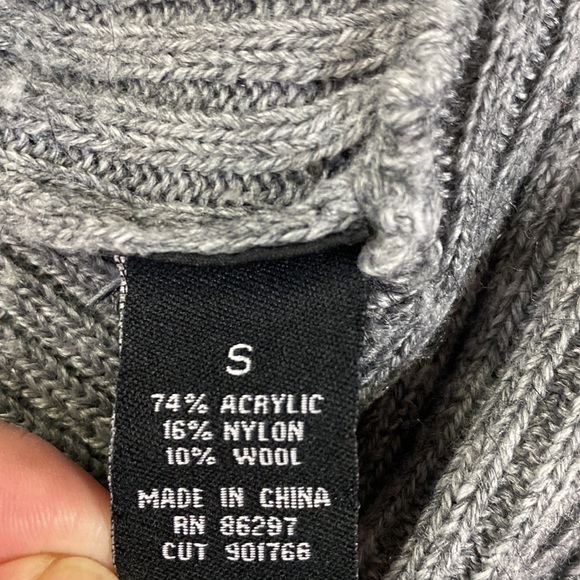 S
74% ACRYLIC
16% NYLON
10% WOOL
MADE IN CHINA
RN 86297
CUT 901766